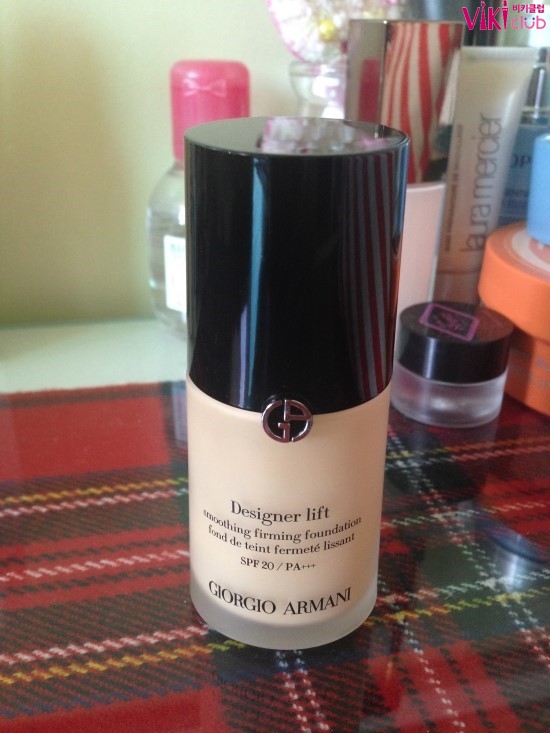 ViKi 비키클럽
club
laura mercier
GA
Designer lift
smoothing firming foundation
fond de teint fermeté lissant
SPF 20 / PA+++
GIORGIO ARMANI